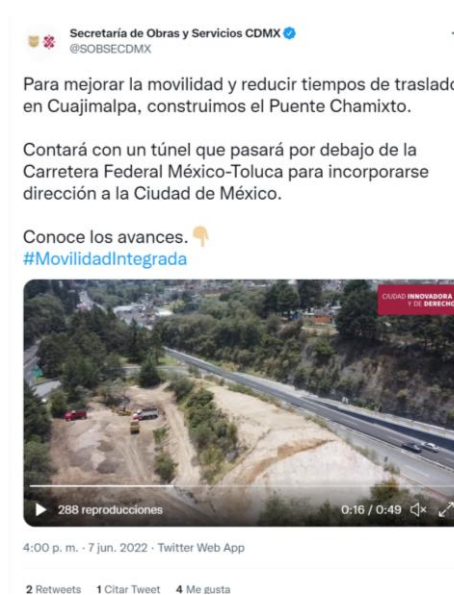 Secretaría de Obras y Servicios CDMX
@SOBSECDMX
Para mejorar la movilidad y reducir tiempos de traslado
en Cuajimalpa, construimos el Puente Chamixto.
Contará con un túnel que pasará por debajo de la
Carretera Federal México-Toluca para incorporarse
dirección a la Ciudad de México.
Conoce los avances.
#MovilidadIntegrada
CIUDAD INNOVADORA
Y DE DERECHO
288 reproducciones
0:16 / 0:49
4:00 p. m. · 7 jun. 2022 · Twitter Web App
2 Retweets 1 Citar Tweet 4 Me gusta